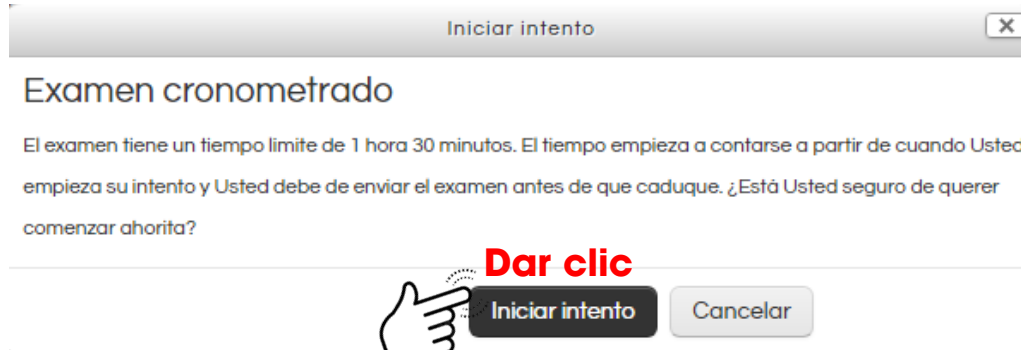 Iniciar intento
Examen cronometrado
El examen tiene un tiempo limite de 1 hora 30 minutos. El tiempo empieza a contarse a partir de cuando Usted
empieza su intento y Usted debe de enviar el examen antes de que caduque. ¿Está Usted seguro de querer
comenzar ahorita?
Dar clic
Iniciar intento Cancelar